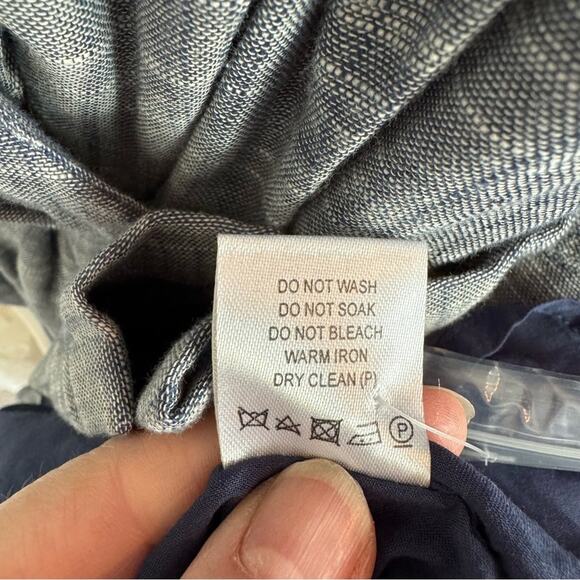 DO NOT WASH
DO NOT SOAK
DO NOT BLEACH
WARM IRON
DRY CLEAN (P)
P